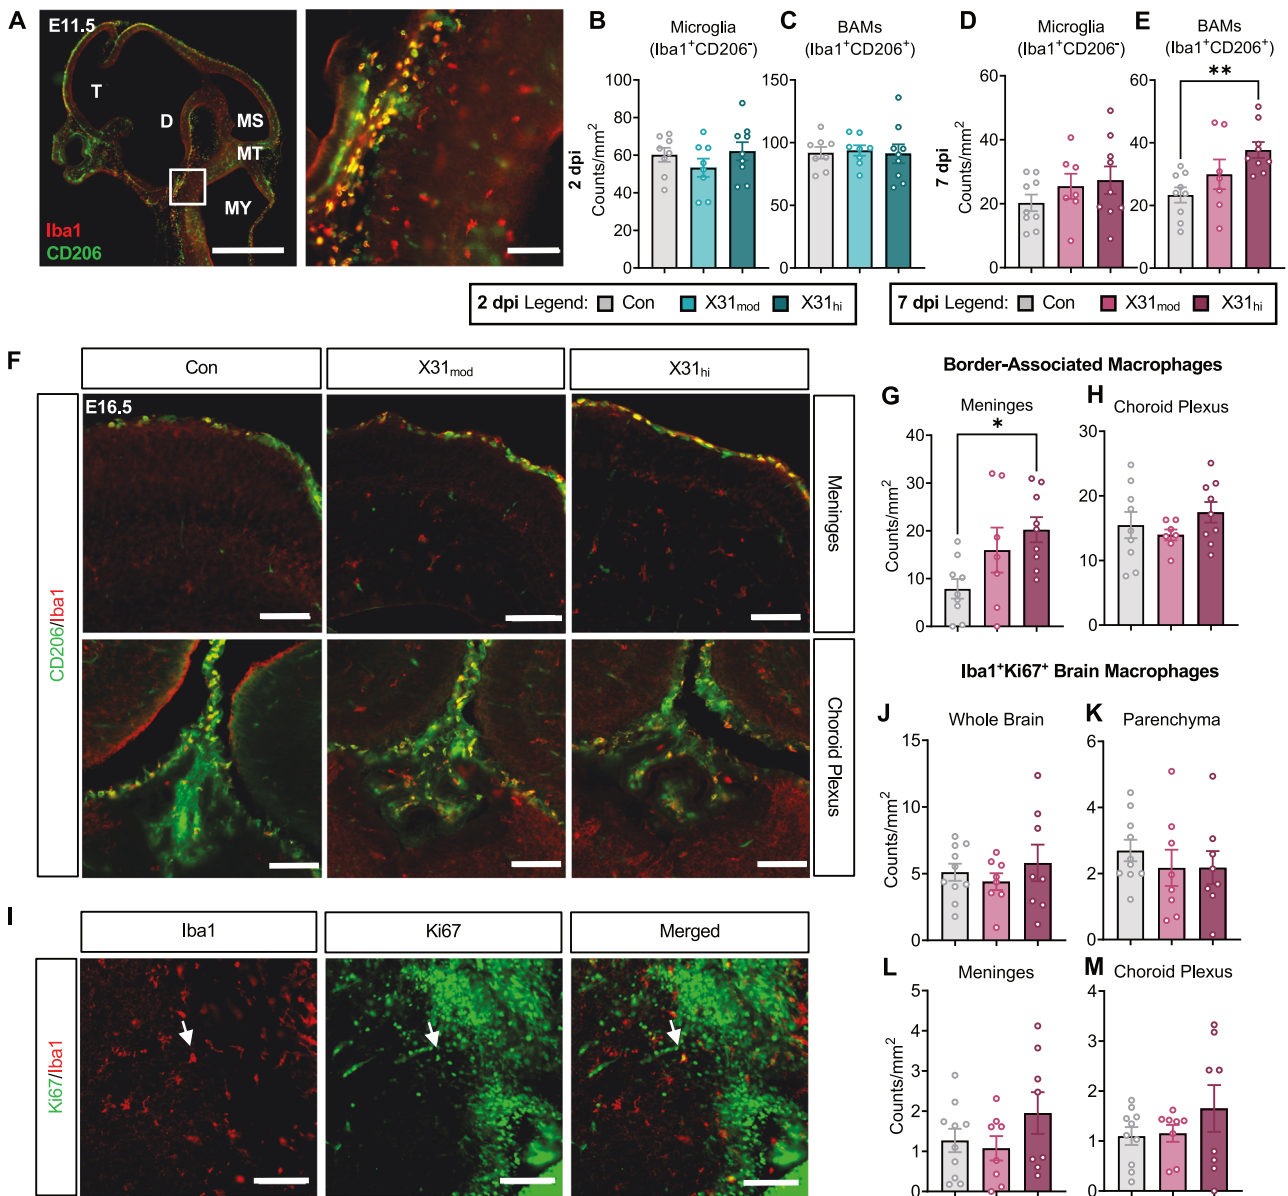 A
E11.5
T
D
MS
MT
MY
Iba1
CD206
B
Microglia
(Iba1⁺CD206⁻)
2 dpi
Counts/mm²
100
80
60
40
20
0
C
BAMs
(Iba1⁺CD206⁺)
150
100
50
0
D
Microglia
(Iba1⁺CD206⁻)
7 dpi
Counts/mm²
60
40
20
0
E
BAMs
(Iba1⁺CD206⁺)
**
60
40
20
0
2 dpi Legend: Con X31mod X31hi
7 dpi Legend: Con X31mod X31hi
F
Con
X31mod
X31hi
CD206/Iba1
E16.5
Meninges
Choroid Plexus
Border-Associated Macrophages
G
Meninges
*
Counts/mm²
40
30
20
10
0
H
Choroid Plexus
30
20
10
0
I
Iba1
Ki67
Merged
Ki67/Iba1
Iba1⁺Ki67⁺ Brain Macrophages
J
Whole Brain
Counts/mm²
15
10
5
0
K
Parenchyma
6
4
2
0
L
Meninges
Counts/mm²
5
4
3
2
1
0
M
Choroid Plexus
4
3
2
1
0